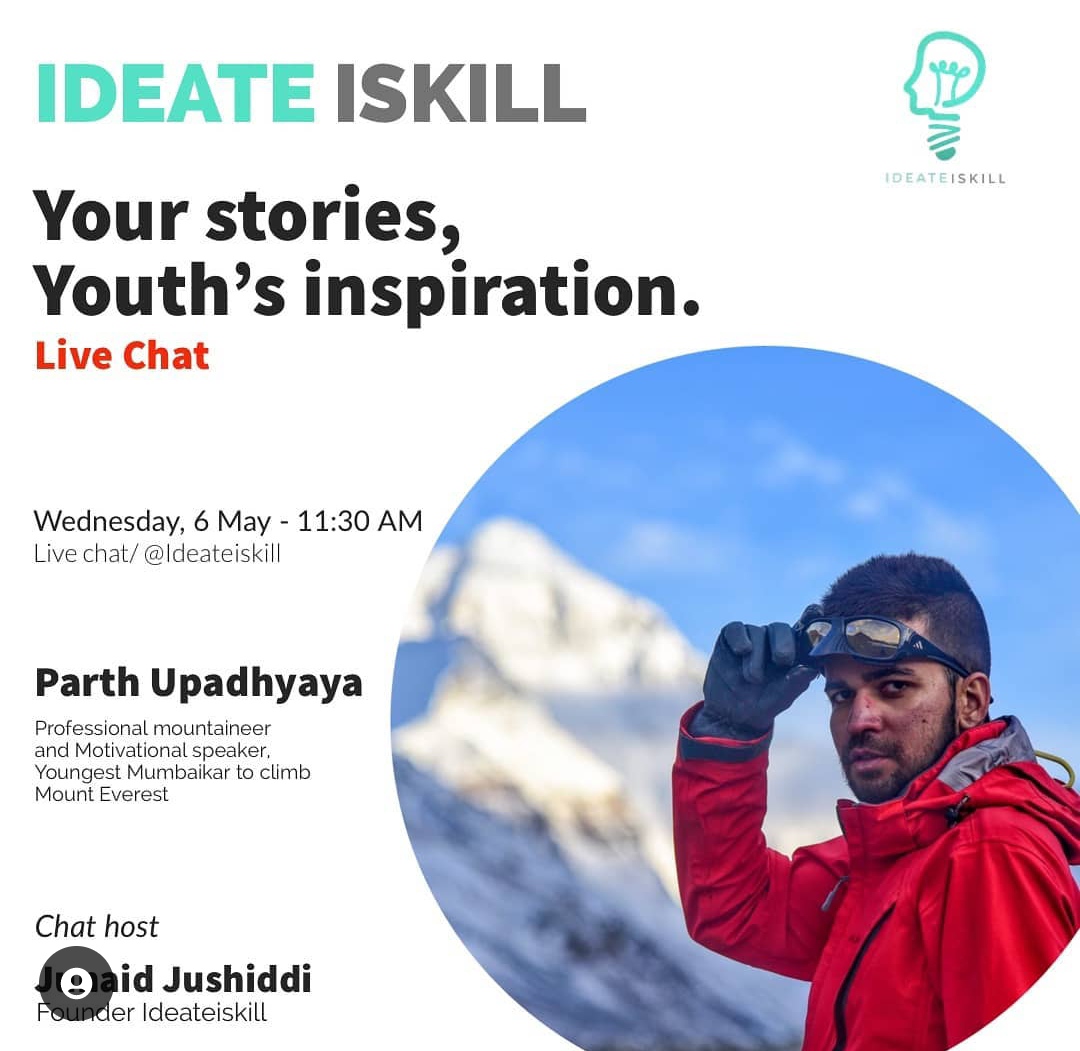 IDEATE ISKILL
IDEATEISKILL
Your stories,
Youth’s inspiration.
Live Chat
Wednesday, 6 May - 11:30 AM
Live chat/ @Ideateiskill
Parth Upadhyaya
Professional mountaineer
and Motivational speaker,
Youngest Mumbaikar to climb
Mount Everest
Chat host
Junaid Jushiddi
Founder Ideateiskill